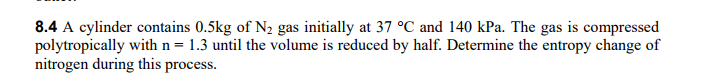 8.4 A cylinder contains 0.5kg of N₂ gas initially at 37 °C and 140 kPa. The gas is compressed
polytropically with n = 1.3 until the volume is reduced by half. Determine the entropy change of
nitrogen during this process.